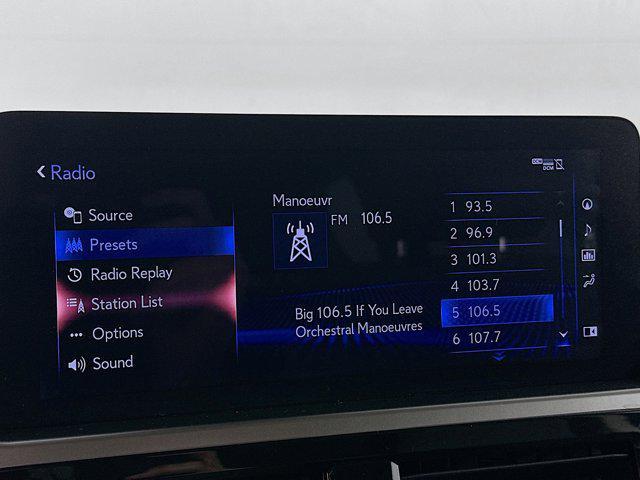 Radio
DCM
DCM
Source
Presets
Radio Replay
Station List
Options
Sound
Manoeuvr
FM 106.5
Big 106.5 If You Leave
Orchestral Manoeuvres
1 93.5
2 96.9
3 101.3
4 103.7
5 106.5
6 107.7